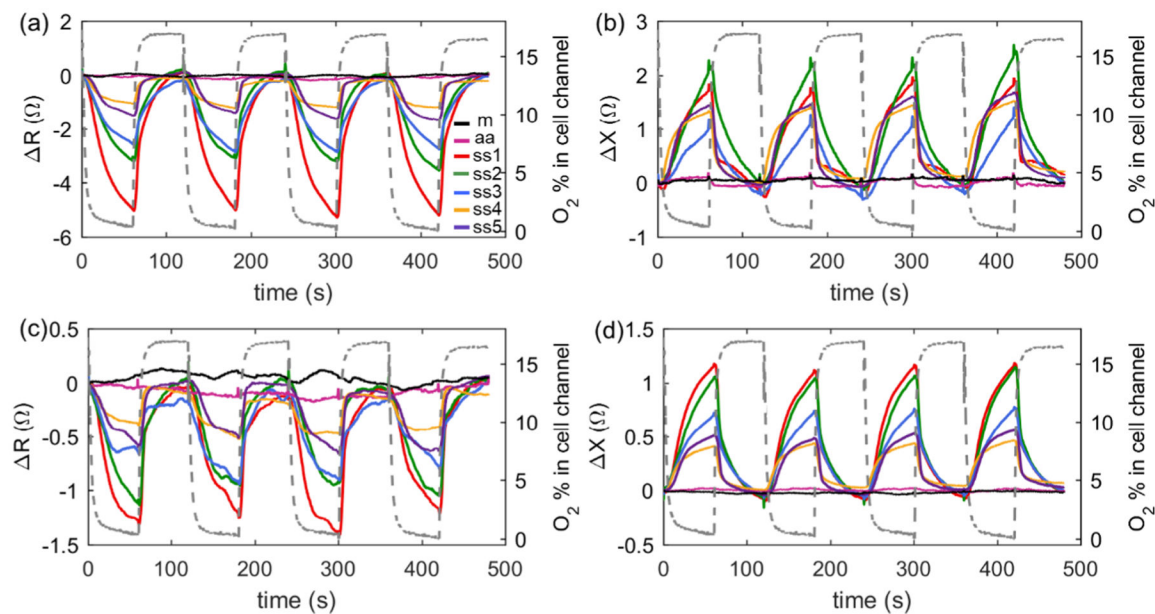 (a)
2
0
-2
-4
-6
ΔR (Ω)
0 100 200 300 400 500
time (s)
15
10
5
0
O2 % in cell channel
m
aa
ss1
ss2
ss3
ss4
ss5
(b)
3
2
1
0
-1
ΔX (Ω)
0 100 200 300 400 500
time (s)
15
10
5
0
O2 % in cell channel
(c)
0.5
0
-0.5
-1
-1.5
ΔR (Ω)
0 100 200 300 400 500
time (s)
15
10
5
0
O2 % in cell channel
(d)
1.5
1
0.5
0
-0.5
ΔX (Ω)
0 100 200 300 400 500
time (s)
15
10
5
0
O2 % in cell channel